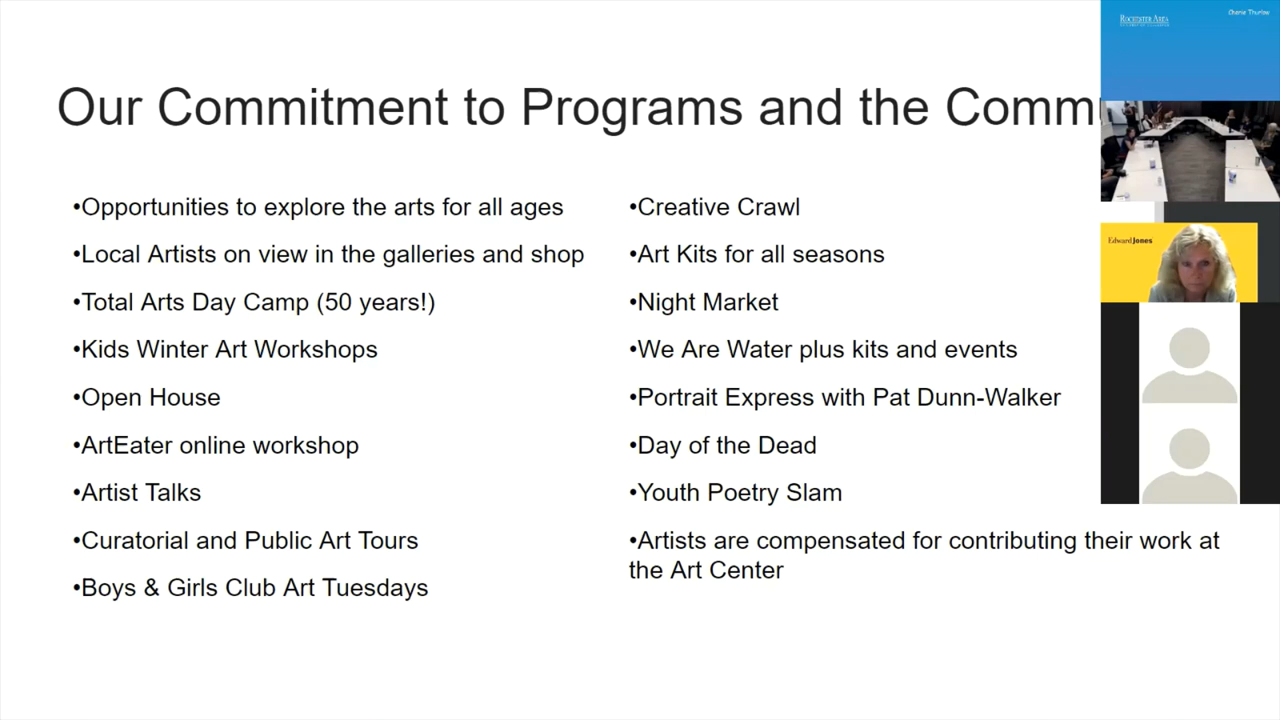 Our Commitment to Programs and the Comm
•Opportunities to explore the arts for all ages
•Local Artists on view in the galleries and shop
•Total Arts Day Camp (50 years!)
•Kids Winter Art Workshops
•Open House
•ArtEater online workshop
•Artist Talks
•Curatorial and Public Art Tours
•Boys & Girls Club Art Tuesdays
•Creative Crawl
•Art Kits for all seasons
•Night Market
•We Are Water plus kits and events
•Portrait Express with Pat Dunn-Walker
•Day of the Dead
•Youth Poetry Slam
•Artists are compensated for contributing their work at
the Art Center
Rochester Area
Cherie Thurlow
Edward Jones